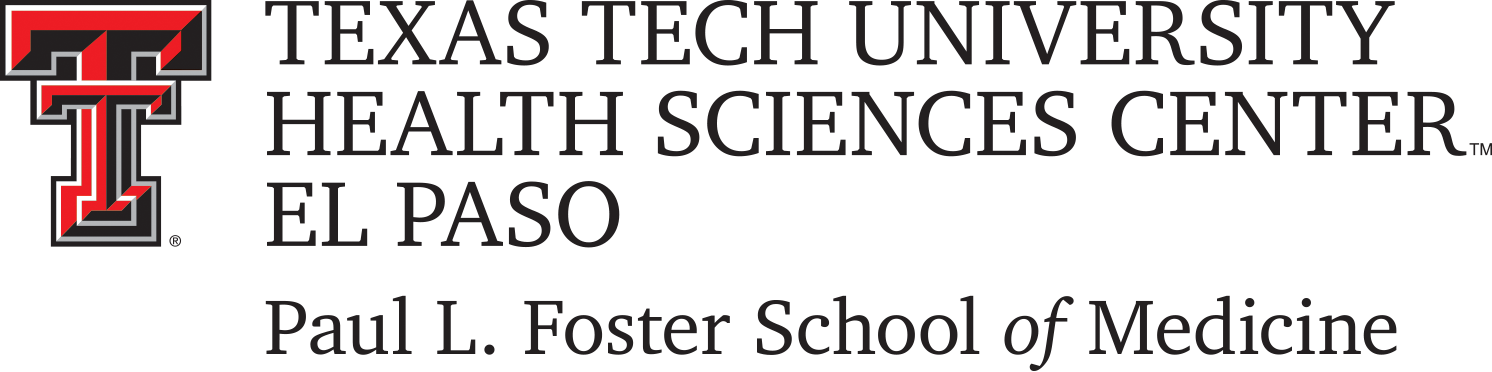 TEXAS TECH UNIVERSITY
HEALTH SCIENCES CENTER™
EL PASO
®
Paul L. Foster School of Medicine